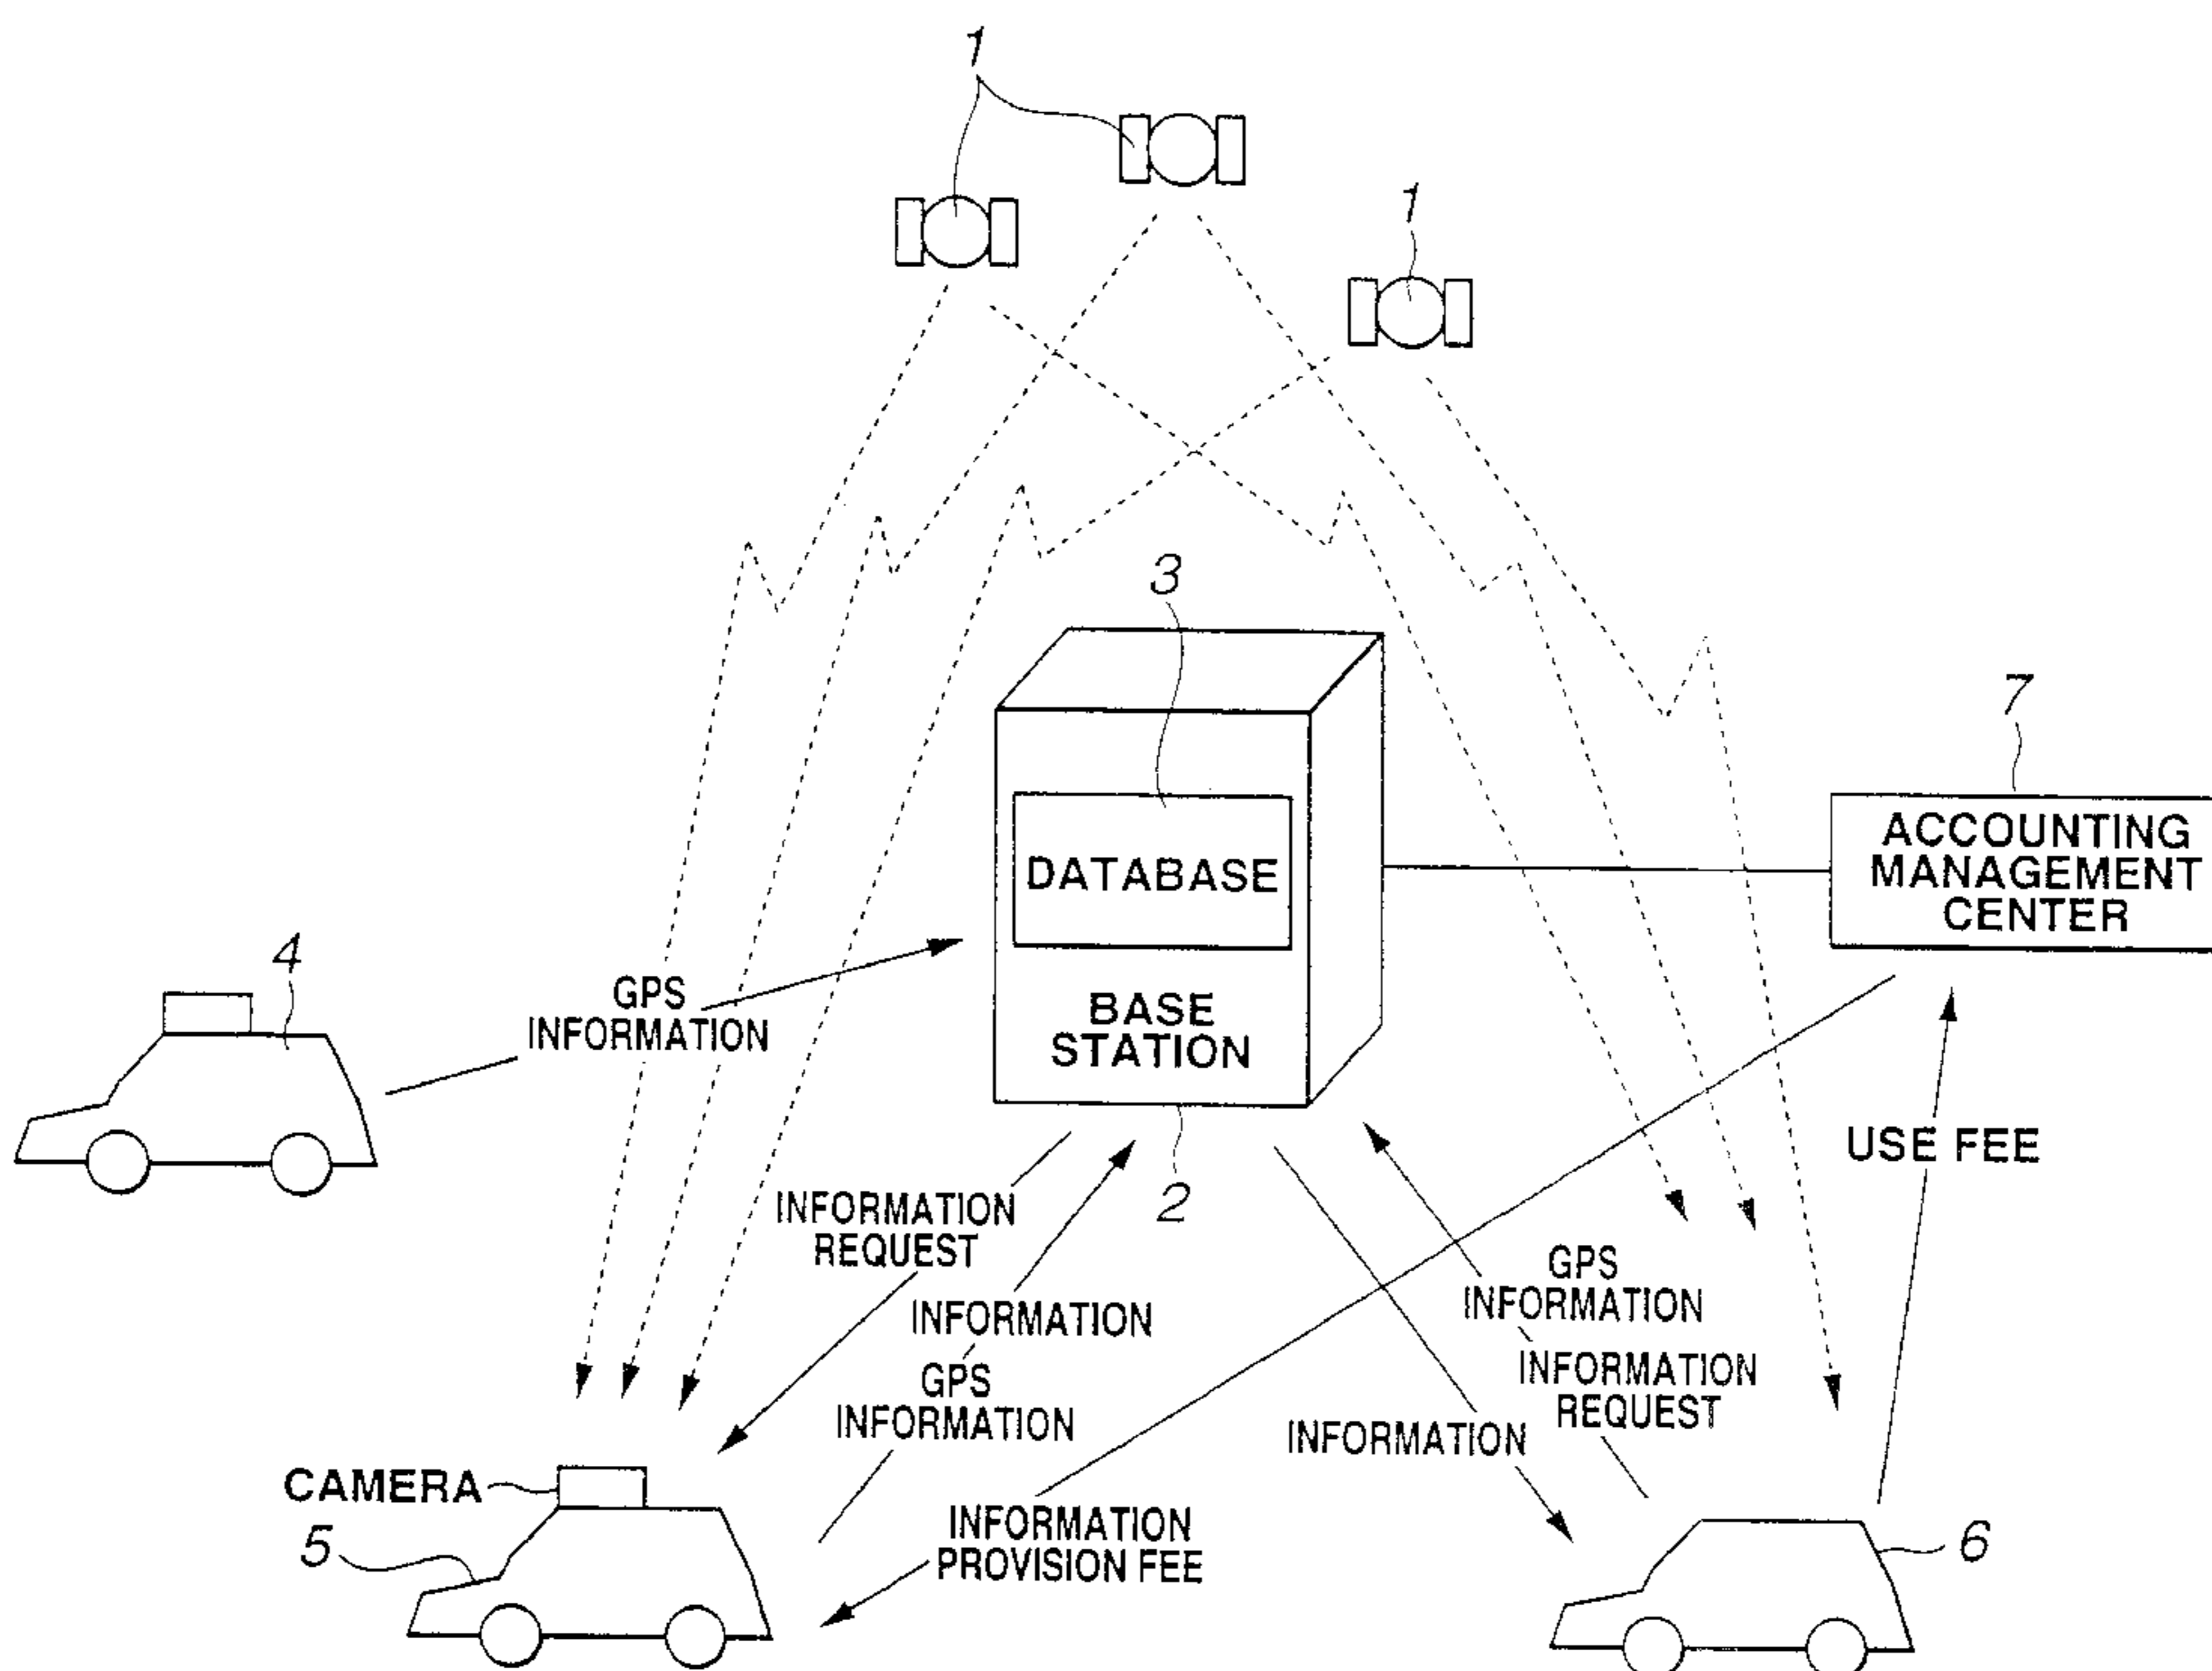 1
1
3
7
DATABASE
ACCOUNTING
MANAGEMENT
CENTER
4
GPS
INFORMATION
BASE
STATION
2
USE FEE
INFORMATION
REQUEST
INFORMATION
GPS
INFORMATION
GPS
INFORMATION
INFORMATION
REQUEST
INFORMATION
CAMERA
5
INFORMATION
PROVISION FEE
6